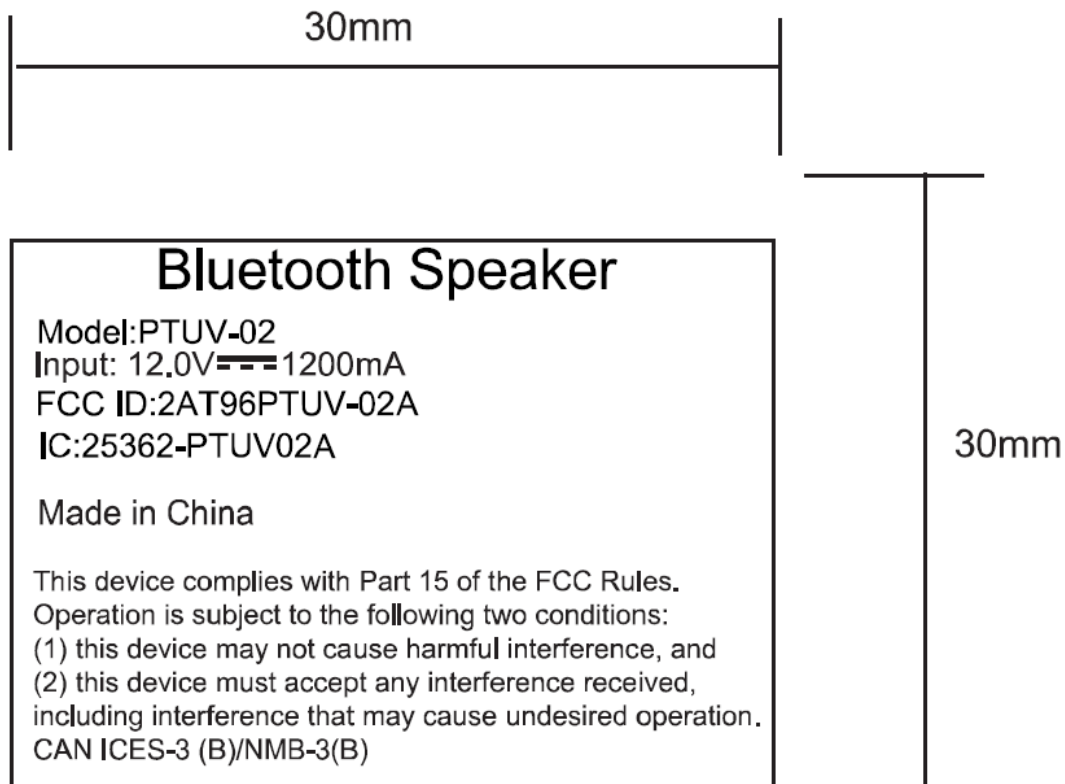 30mm
Bluetooth Speaker
Model:PTUV-02
Input: 12.0V⎓1200mA
FCC ID:2AT96PTUV-02A
IC:25362-PTUV02A
30mm
Made in China
This device complies with Part 15 of the FCC Rules.
Operation is subject to the following two conditions:
(1) this device may not cause harmful interference, and
(2) this device must accept any interference received,
including interference that may cause undesired operation.
CAN ICES-3 (B)/NMB-3(B)